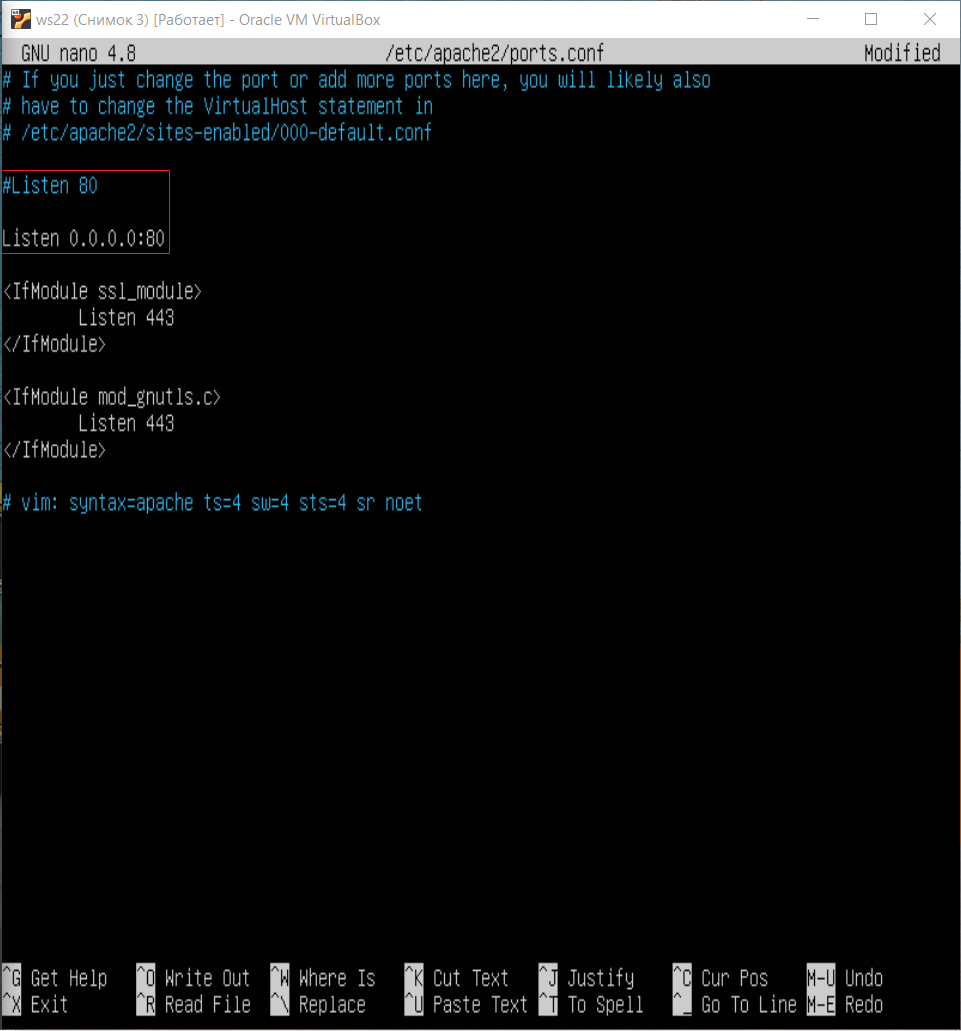 ws22 (Снимок 3) [Работает] - Oracle VM VirtualBox
GNU nano 4.8 /etc/apache2/ports.conf Modified
# If you just change the port or add more ports here, you will likely also
# have to change the VirtualHost statement in
# /etc/apache2/sites-enabled/000-default.conf
#Listen 80
Listen 0.0.0.0:80
<IfModule ssl_module>
Listen 443
</IfModule>
<IfModule mod_gnutls.c>
Listen 443
</IfModule>
# vim: syntax=apache ts=4 sw=4 sts=4 sr noet
^G Get Help ^O Write Out ^W Where Is ^K Cut Text ^J Justify ^C Cur Pos M-U Undo
^X Exit ^R Read File ^\ Replace ^U Paste Text ^T To Spell ^_ Go To Line M-E Redo